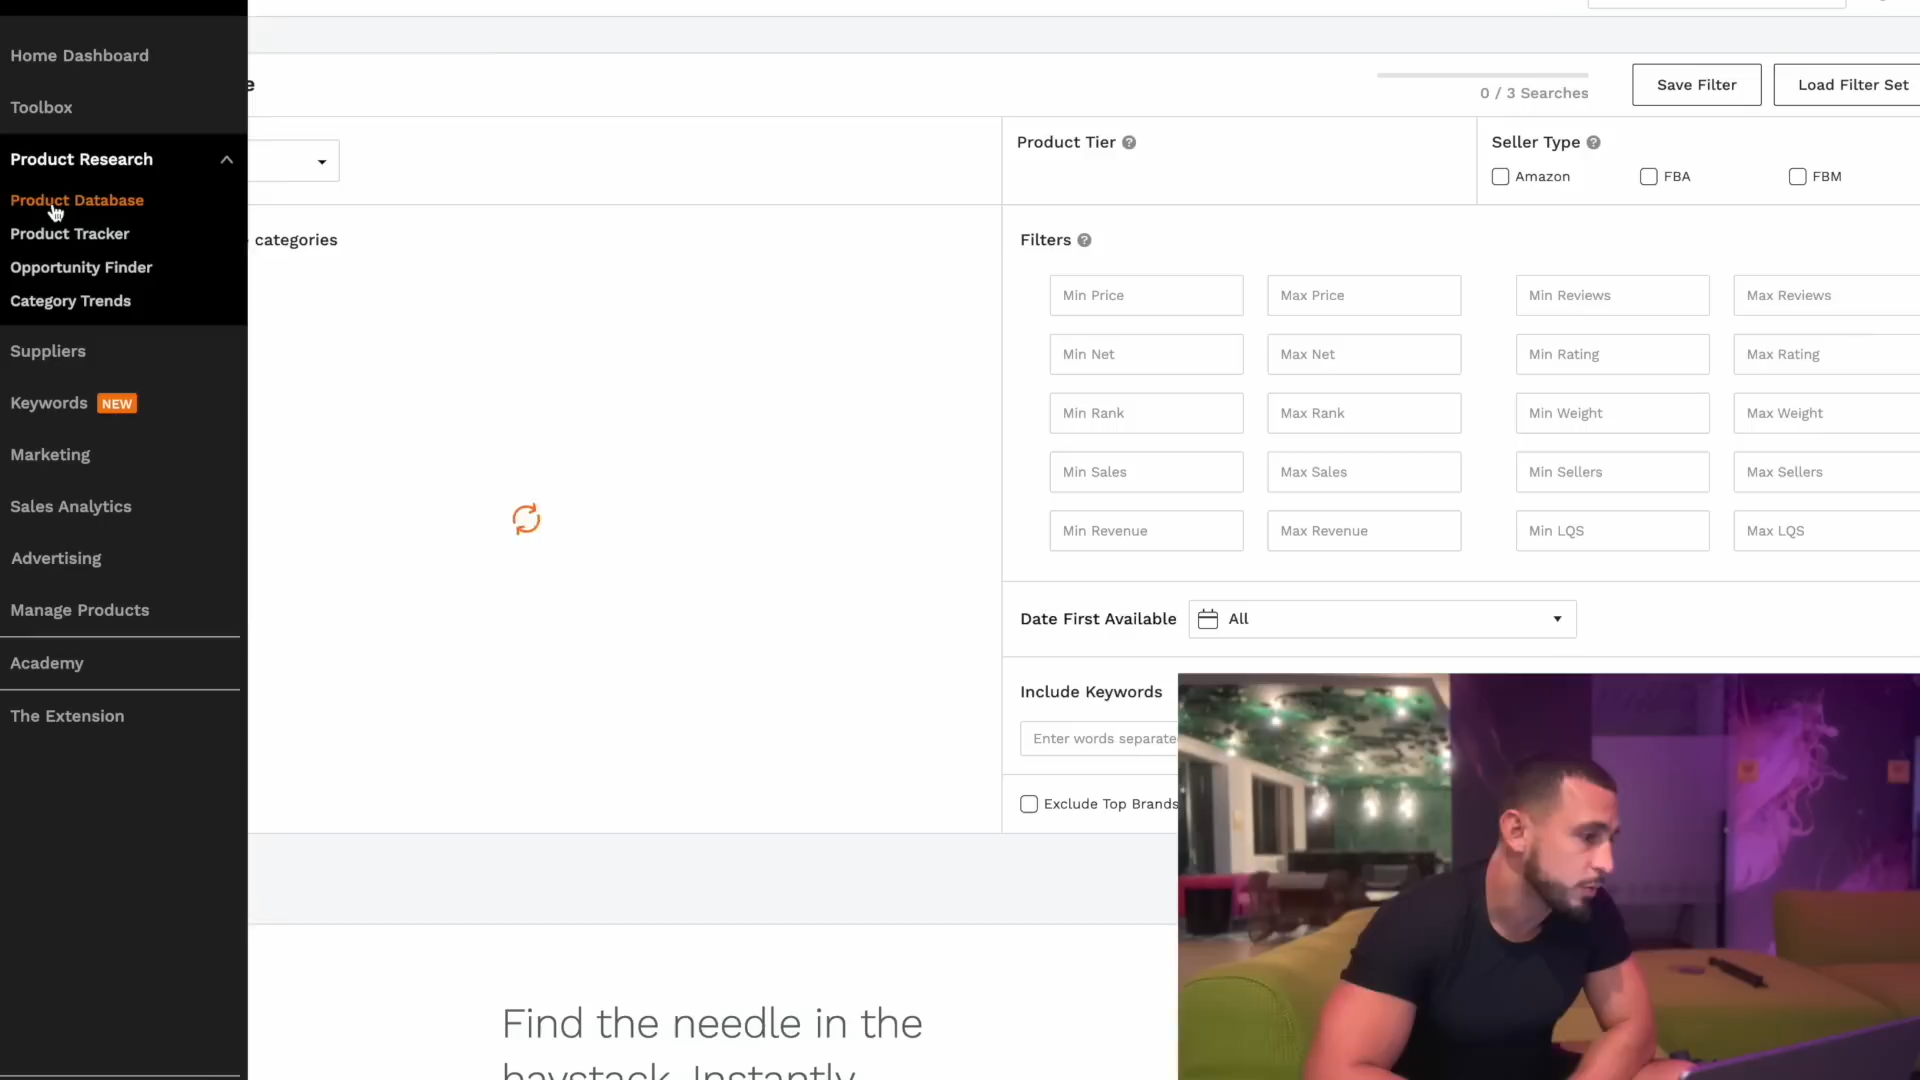 Home Dashboard
Toolbox
Product Research
Product Database
Product Tracker
Opportunity Finder
Category Trends
Suppliers
Keywords NEW
Marketing
Sales Analytics
Advertising
Manage Products
Academy
The Extension
e
0 / 3 Searches
Save Filter
Load Filter Set
Product Tier
Seller Type
Amazon
FBA
FBM
categories
Filters
Min Price
Max Price
Min Reviews
Max Reviews
Min Net
Max Net
Min Rating
Max Rating
Min Rank
Max Rank
Min Weight
Max Weight
Min Sales
Max Sales
Min Sellers
Max Sellers
Min Revenue
Max Revenue
Min LQS
Max LQS
Date First Available
All
Include Keywords
Enter words separate
Exclude Top Brands
Find the needle in the
haystack. Instantly